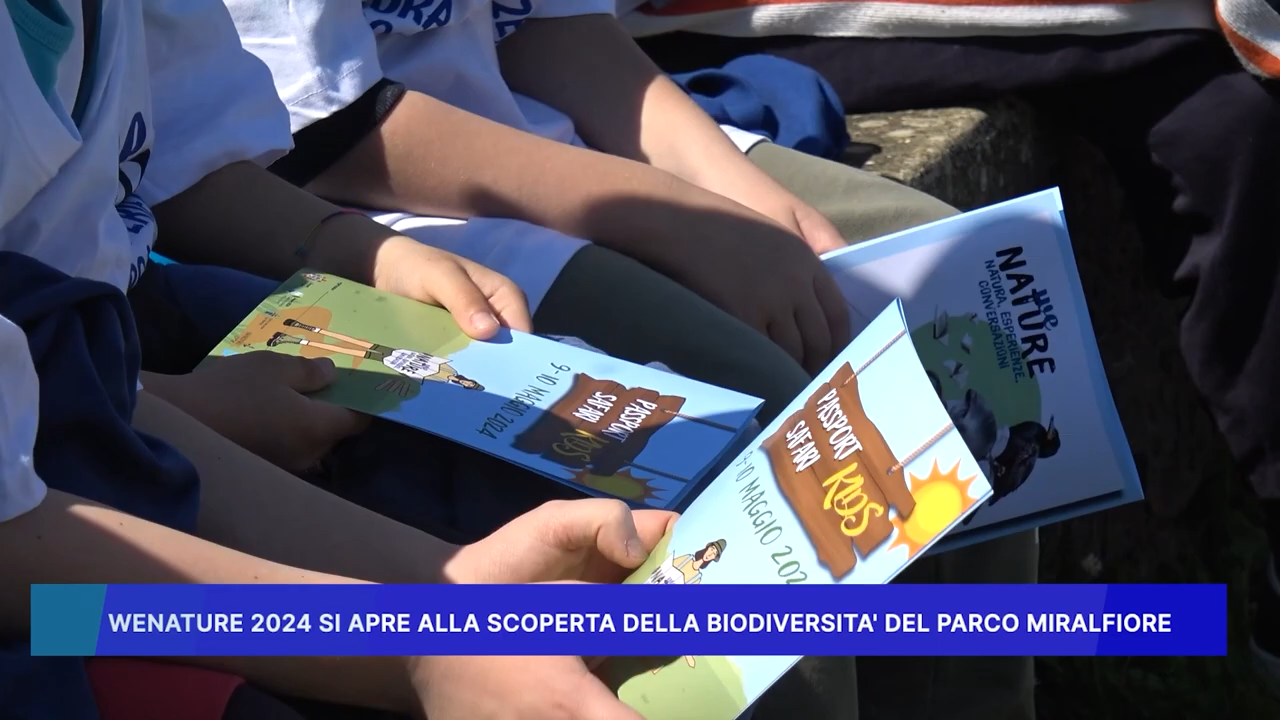 NATURE
NATURA, ESPERIENZE,
CONVERSAZIONI
PASSPORT
SAFARI
KIDS
9-10 MAGGIO 2024
PASSPORT
SAFARI
KIDS
MAGGIO
WENATURE 2024 SI APRE ALLA SCOPERTA DELLA BIODIVERSITA' DEL PARCO MIRALFIORE